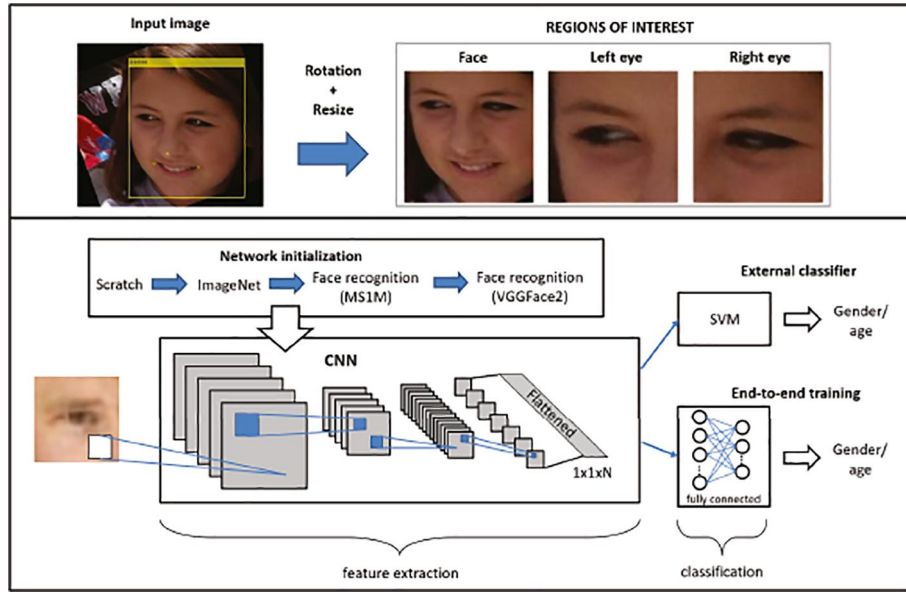 Input image
REGIONS OF INTEREST
Rotation
+
Resize
Face
Left eye
Right eye
Network initialization
Scratch
ImageNet
Face recognition
(MS1M)
Face recognition
(VGGFace2)
External classifier
SVM
Gender/
age
CNN
Flattened
1x1xN
End-to-end training
fully connected
Gender/
age
feature extraction
classification